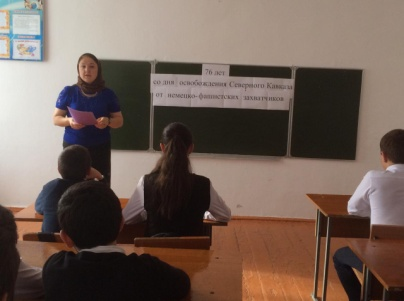 76 лет
со дня освобождения Северного Кавказа
от немецко-фашистских захватчиков